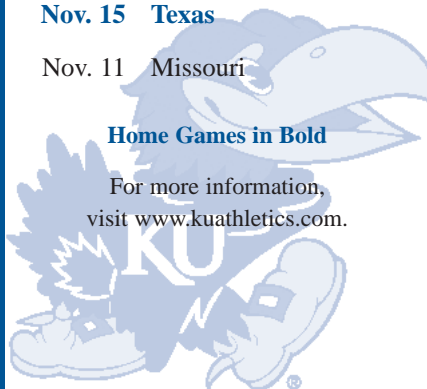 Nov. 15 Texas
Nov. 11 Missouri
Home Games in Bold
For more information,
visit www.kuathletics.com.
KU
®